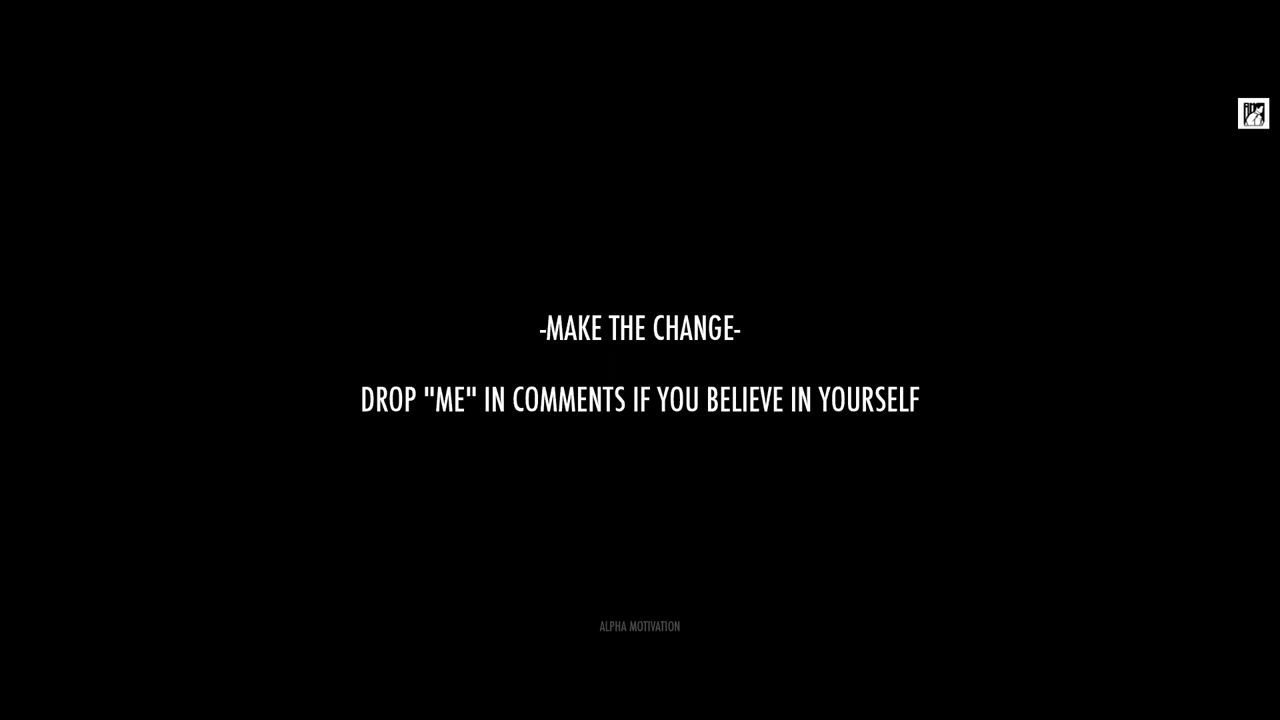 -MAKE THE CHANGE-
DROP "ME" IN COMMENTS IF YOU BELIEVE IN YOURSELF
ALPHA MOTIVATION